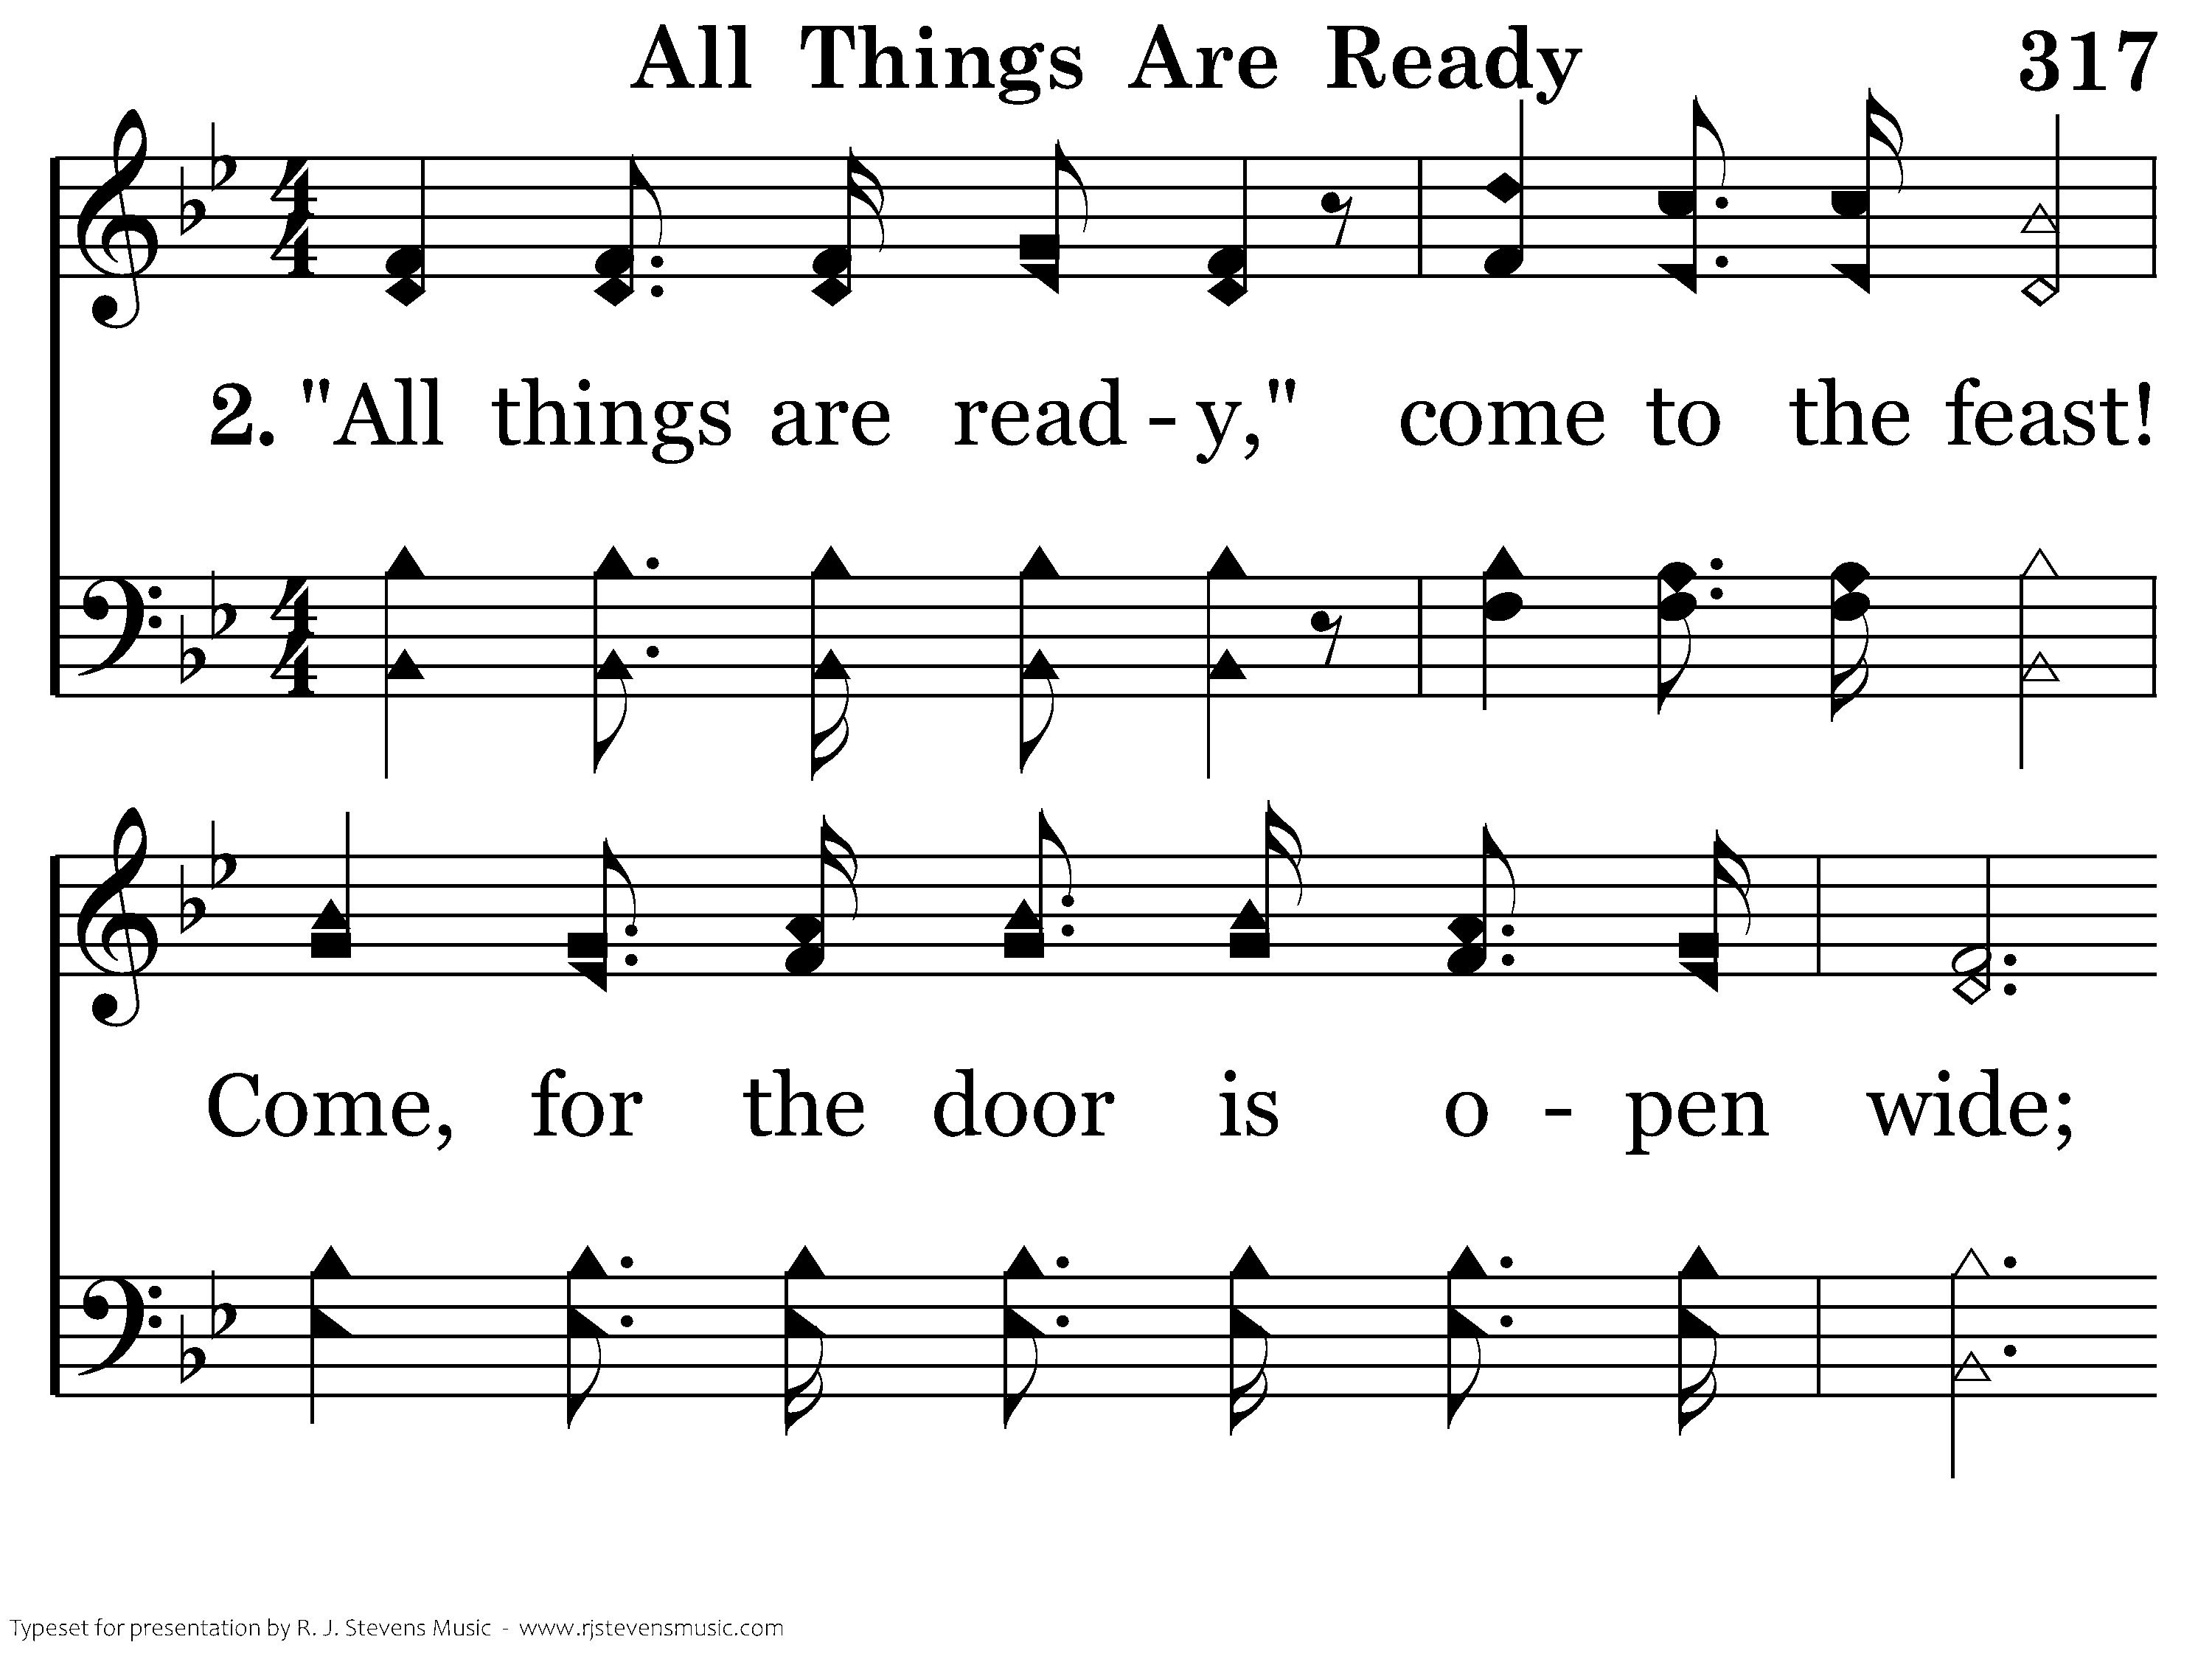 All Things Are Ready 317
2. "All things are read - y," come to the feast!
Come, for the door is o - pen wide;
Typeset for presentation by R. J. Stevens Music - www.rjstevensmusic.com